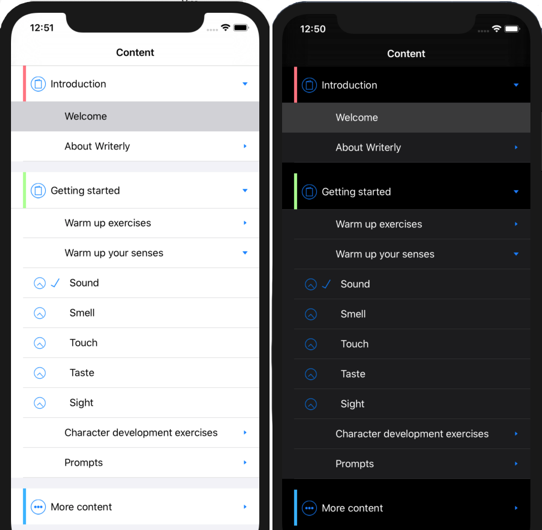 12:51
Content
Introduction
Welcome
About Writerly
Getting started
Warm up exercises
Warm up your senses
Sound
Smell
Touch
Taste
Sight
Character development exercises
Prompts
More content
12:50
Content
Introduction
Welcome
About Writerly
Getting started
Warm up exercises
Warm up your senses
Sound
Smell
Touch
Taste
Sight
Character development exercises
Prompts
More content